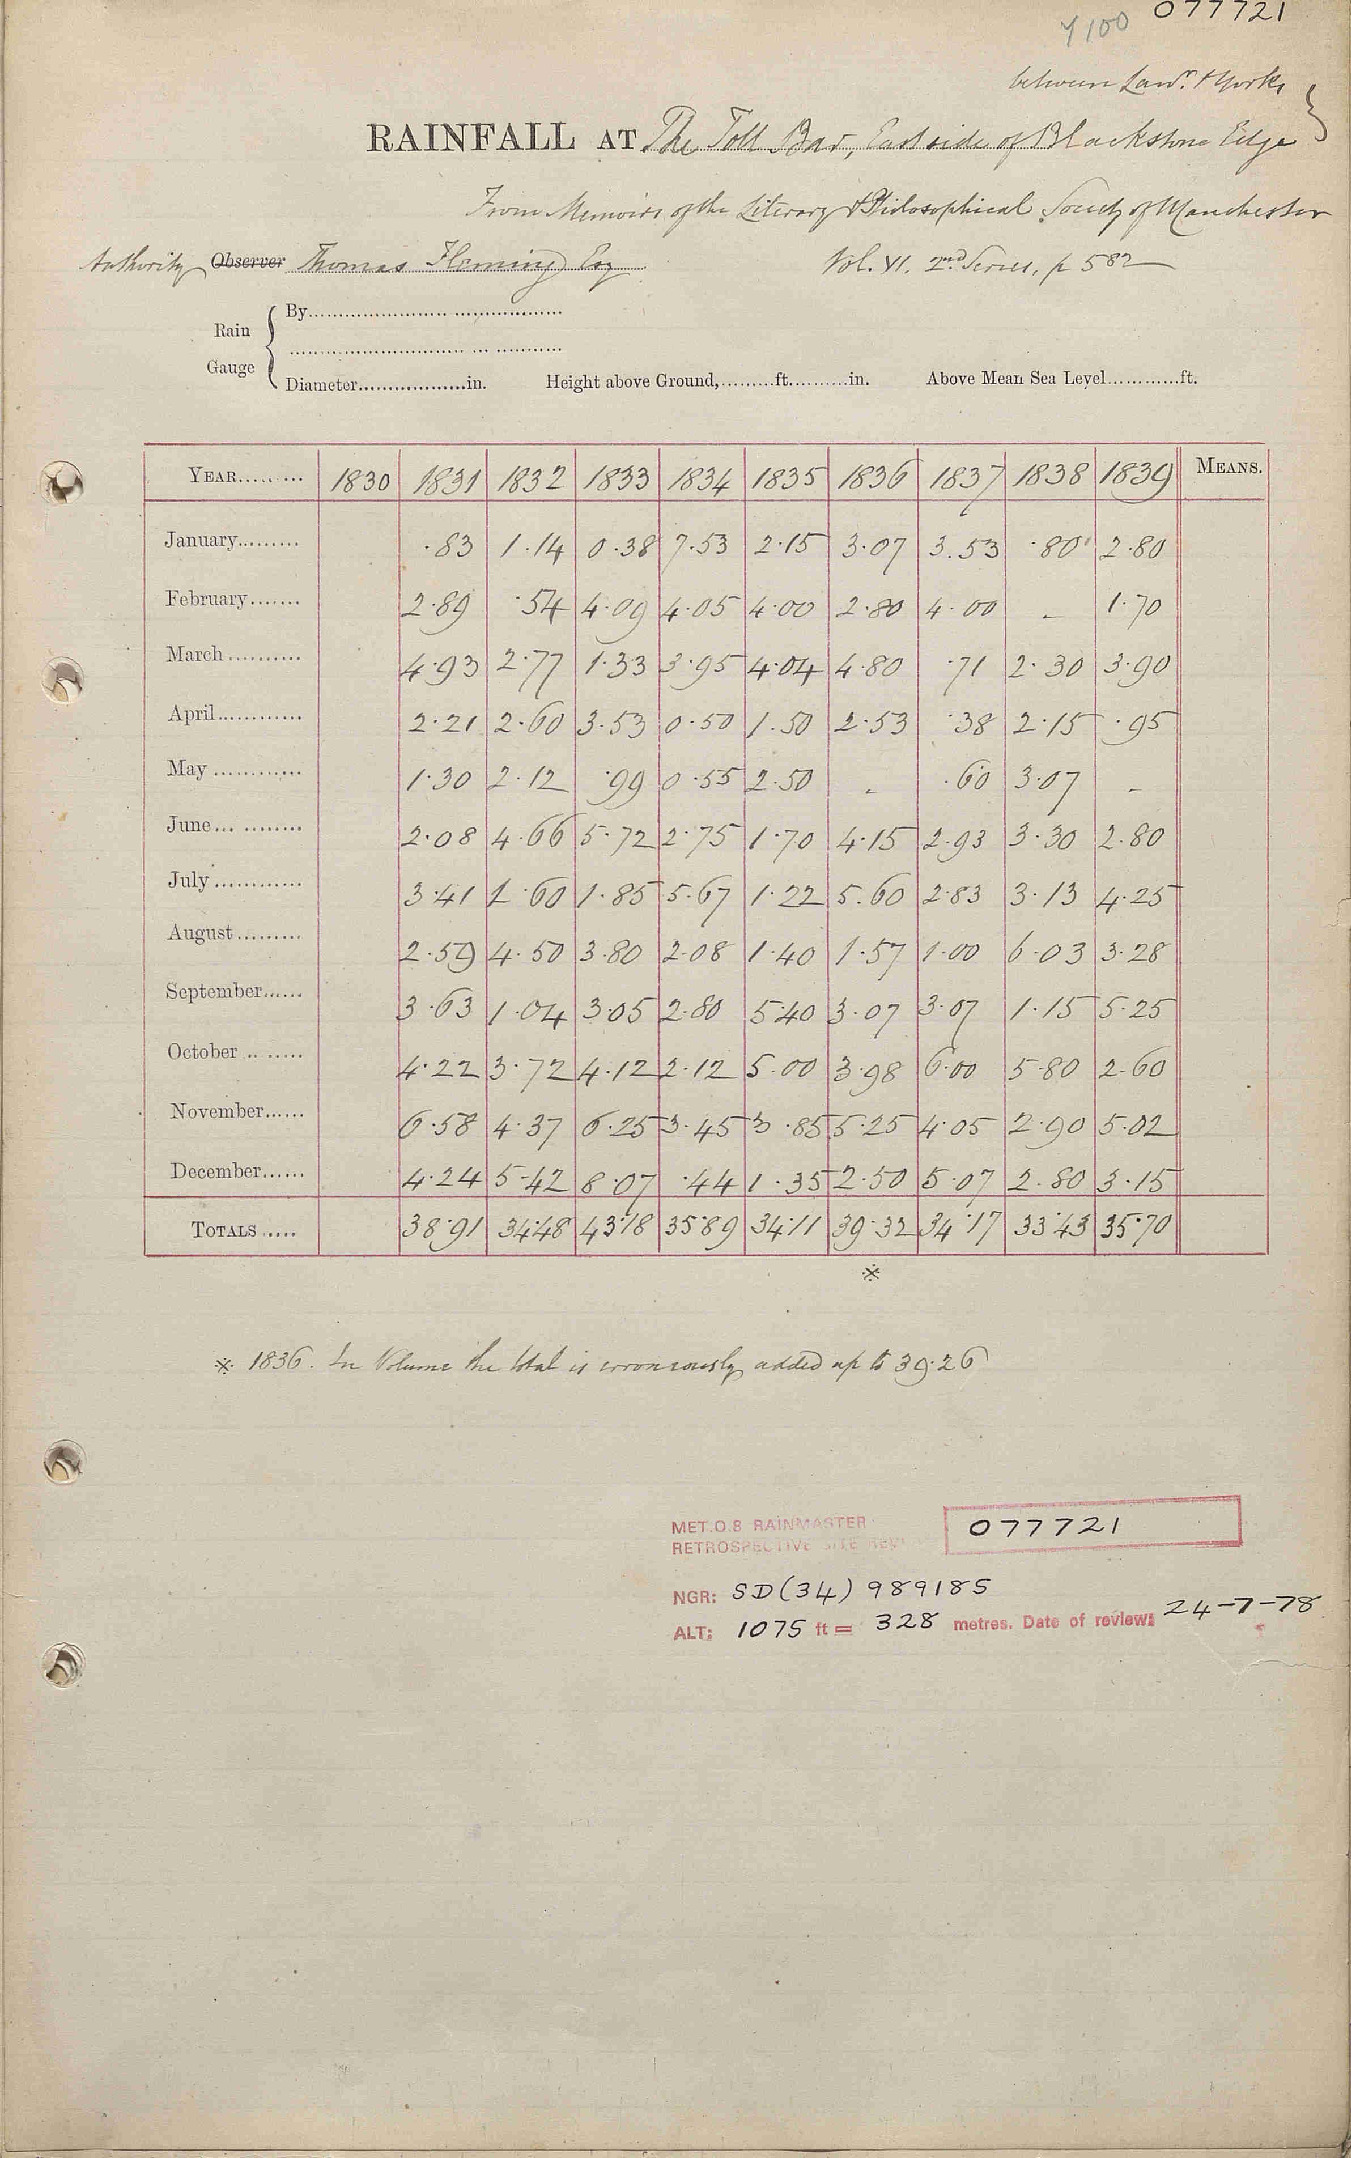 077721
Y100
between Lanc. & Yorks
RAINFALL AT The Toll Bar, East side of Blackstone Edge
From Memoirs of the Literary & Philosophical Society of Manchester
Authority Observer Thomas Fleming Esq Vol. VI. 2nd Series, p 582
Rain Gauge
By
Diameter in. Height above Ground, ft. in. Above Mean Sea Level ft.
YEAR 1830 1831 1832 1833 1834 1835 1836 1837 1838 1839 MEANS.
January .83 1.14 0.38 7.53 2.15 3.07 3.53 .80 2.80
February 2.89 .54 4.09 4.05 4.00 2.80 4.00 - 1.70
March 4.93 2.77 1.33 3.95 4.04 4.80 .71 2.30 3.90
April 2.21 2.60 3.53 0.50 1.50 2.53 .38 2.15 .95
May 1.30 2.12 .99 0.55 2.50 - .60 3.07 -
June 2.08 4.66 5.72 2.75 1.70 4.15 2.93 3.30 2.80
July 3.41 1.60 1.85 5.67 1.22 5.60 2.83 3.13 4.25
August 2.59 4.50 3.80 2.08 1.40 1.57 1.00 6.03 3.28
September 3.63 1.04 3.05 2.80 5.40 3.07 3.07 1.15 5.25
October 4.22 3.72 4.12 2.12 5.00 3.98 6.00 5.80 2.60
November 6.58 4.37 6.25 3.45 3.85 5.25 4.05 2.90 5.02
December 4.24 5.42 8.07 .44 1.35 2.50 5.07 2.80 3.15
TOTALS 38.91 34.48 43.18 35.89 34.11 39.32 34.17 33.43 35.70
※
※ 1836. In Volume the total is erroneously added up to 39.26
MET.O.8 RAINMASTER
RETROSPECTIVE SITE REV
077721
NGR: SD(34) 989185
ALT: 1075 ft = 328 metres. Date of review: 24-7-78